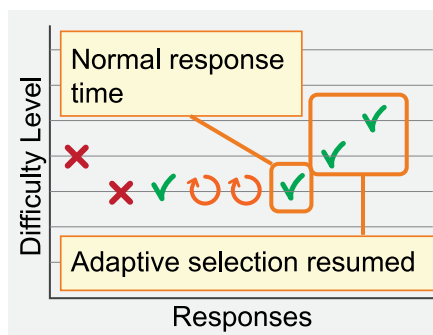 Normal response
time
Difficulty Level
Adaptive selection resumed
Responses